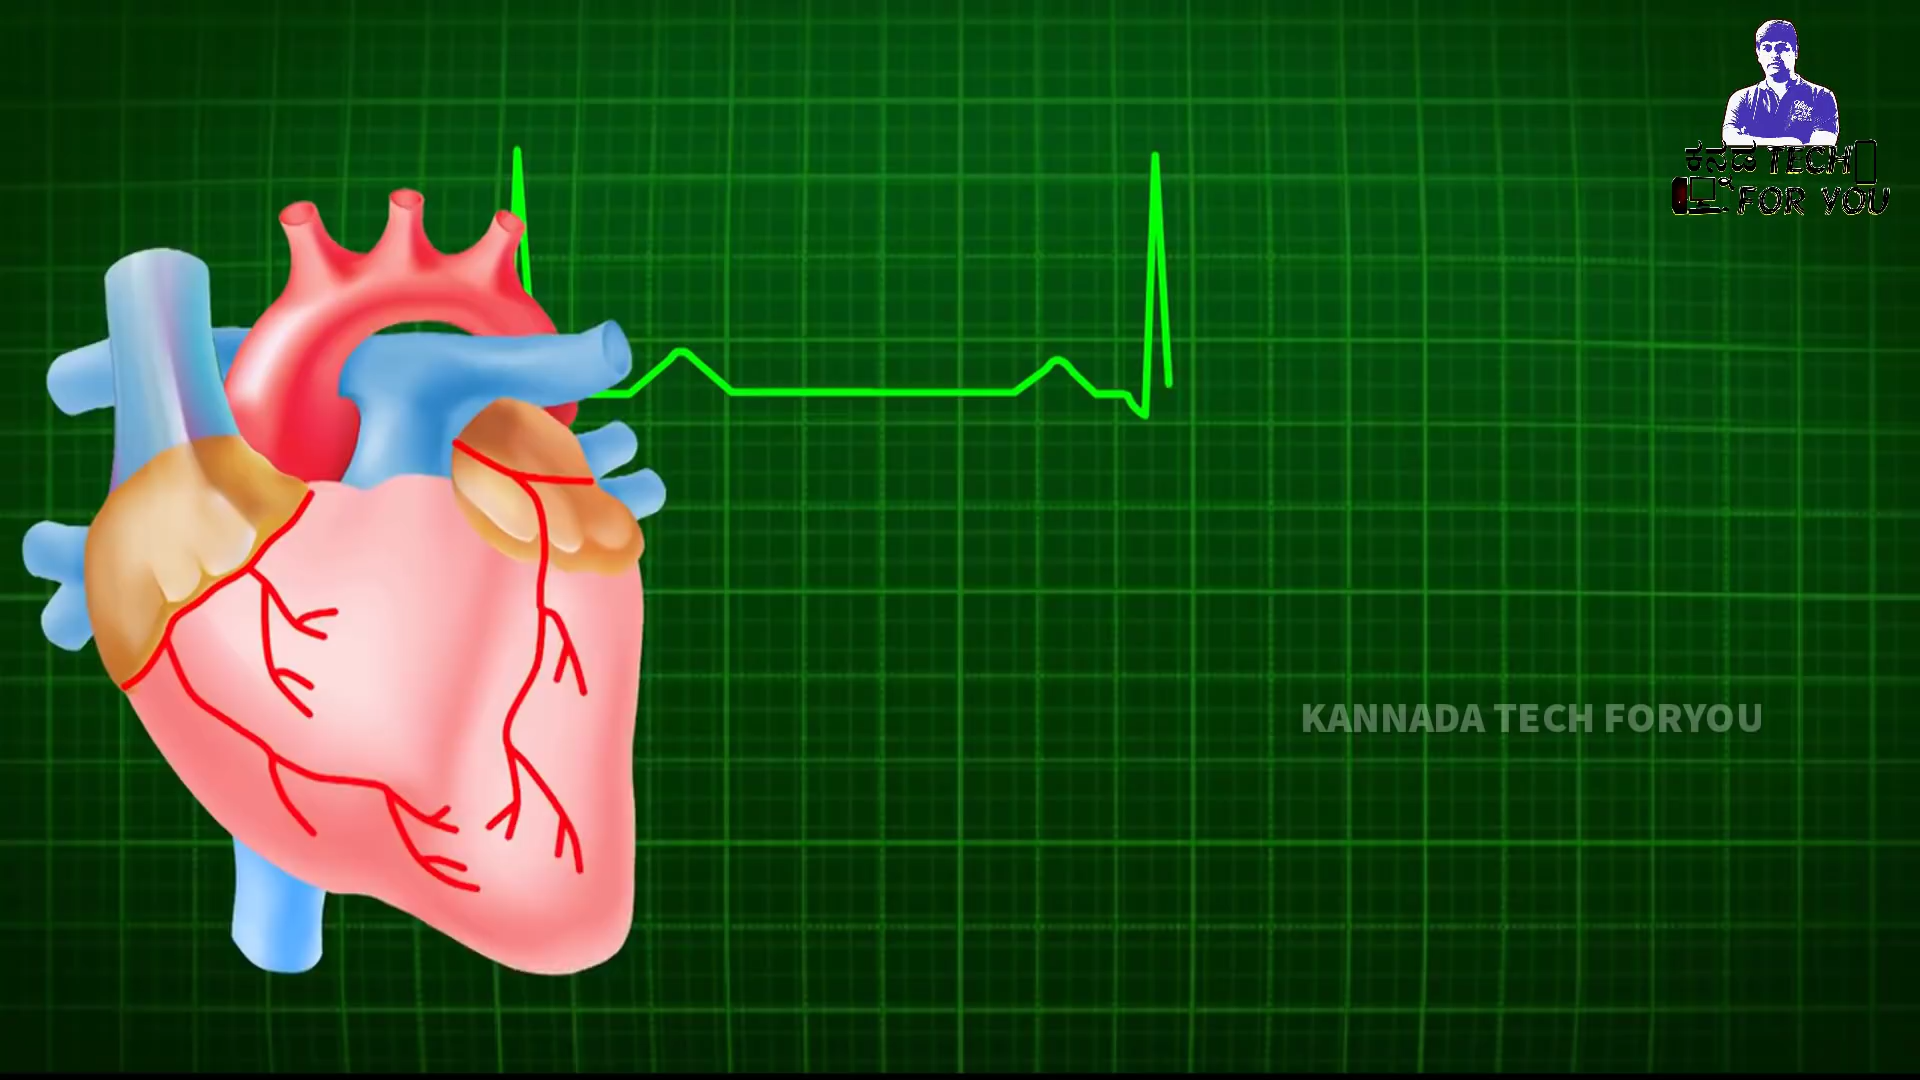 ಕನ್ನಡ TECH
FOR YOU
KANNADA TECH FORYOU